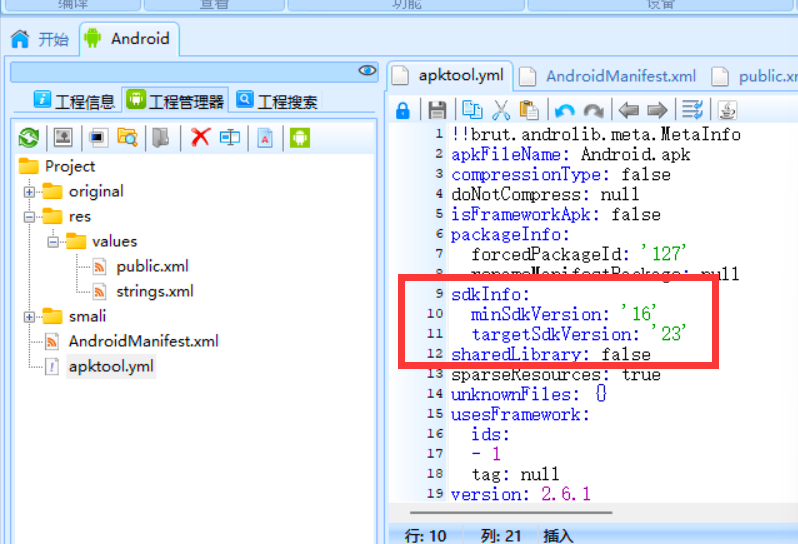 编译 查看 功能 设备
开始 Android
工程信息 工程管理器 工程搜索
Project
original
res
values
public.xml
strings.xml
smali
AndroidManifest.xml
apktool.yml
apktool.yml AndroidManifest.xml public.xm
1 !!brut.androlib.meta.MetaInfo
2 apkFileName: Android.apk
3 compressionType: false
4 doNotCompress: null
5 isFrameworkApk: false
6 packageInfo:
7 forcedPackageId: '127'
8 renameManifestPackage: null
9 sdkInfo:
10 minSdkVersion: '16'
11 targetSdkVersion: '23'
12 sharedLibrary: false
13 sparseResources: true
14 unknownFiles: {}
15 usesFramework:
16 ids:
17 - 1
18 tag: null
19 version: 2.6.1
行: 10 列: 21 插入